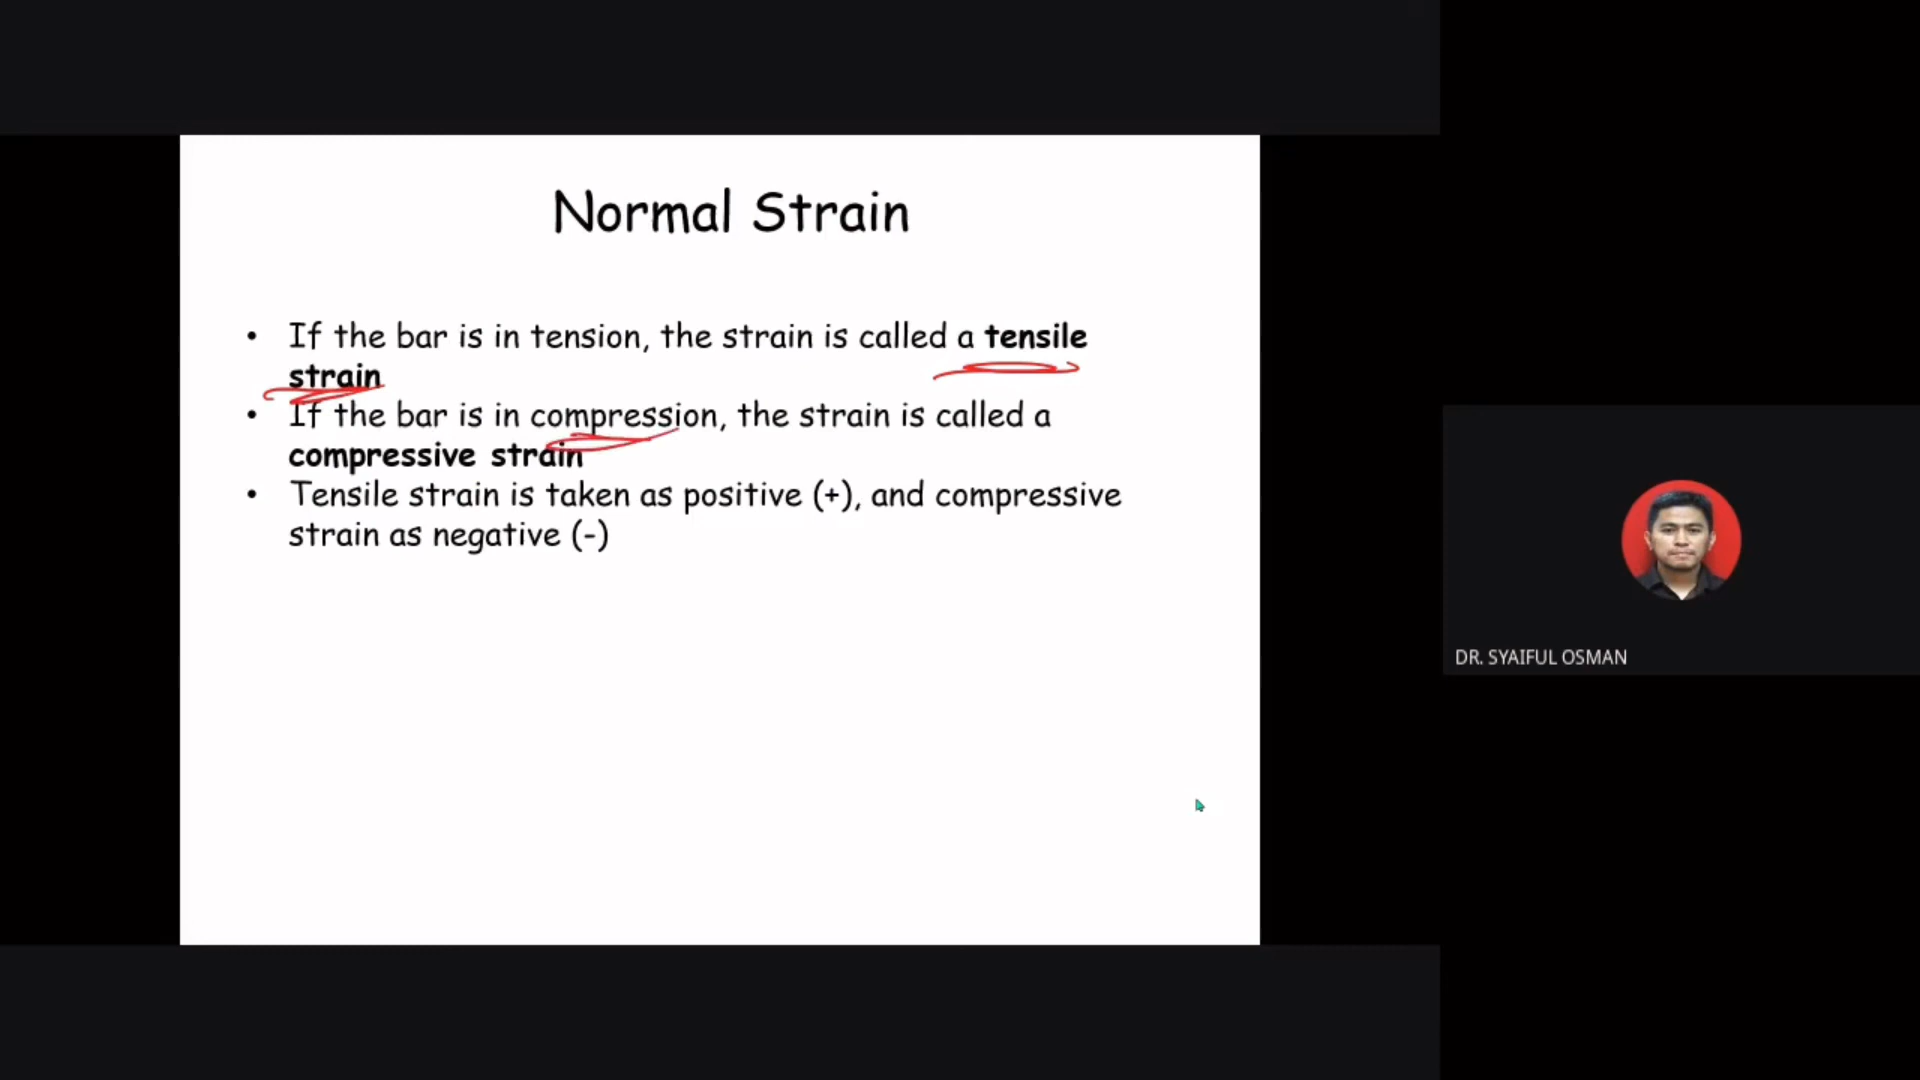 Normal Strain
• If the bar is in tension, the strain is called a tensile
strain
• If the bar is in compression, the strain is called a
compressive strain
• Tensile strain is taken as positive (+), and compressive
strain as negative (-)
DR. SYAIFUL OSMAN